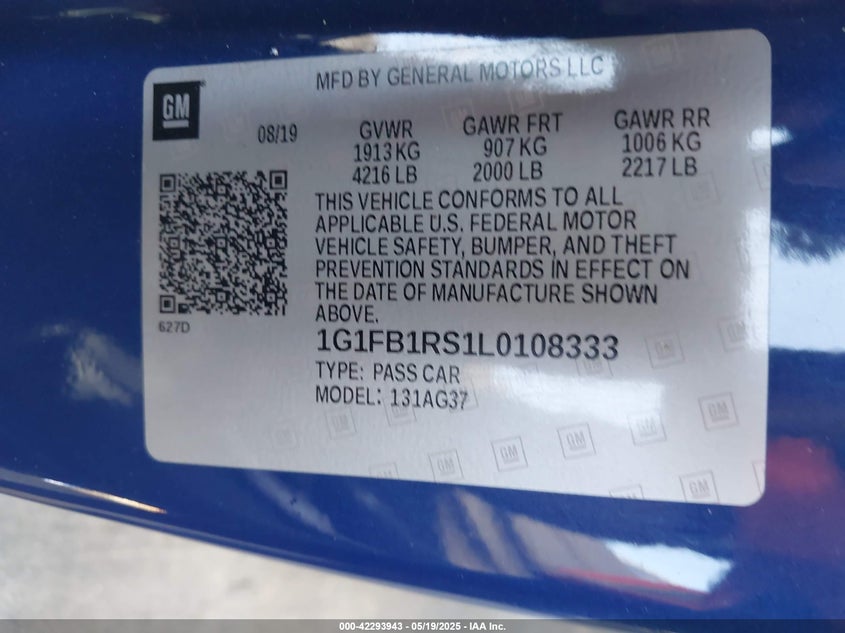 MFD BY GENERAL MOTORS LLC
GM
08/19 GVWR GAWR FRT GAWR RR
1913 KG 907 KG 1006 KG
4216 LB 2000 LB 2217 LB
THIS VEHICLE CONFORMS TO ALL
APPLICABLE U.S. FEDERAL MOTOR
VEHICLE SAFETY, BUMPER, AND THEFT
PREVENTION STANDARDS IN EFFECT ON
THE DATE OF MANUFACTURE SHOWN
ABOVE.
627D
1G1FB1RS1L0108333
TYPE: PASS CAR
MODEL: 131AG37
000-42293943 - 05/19/2025 - IAA Inc.